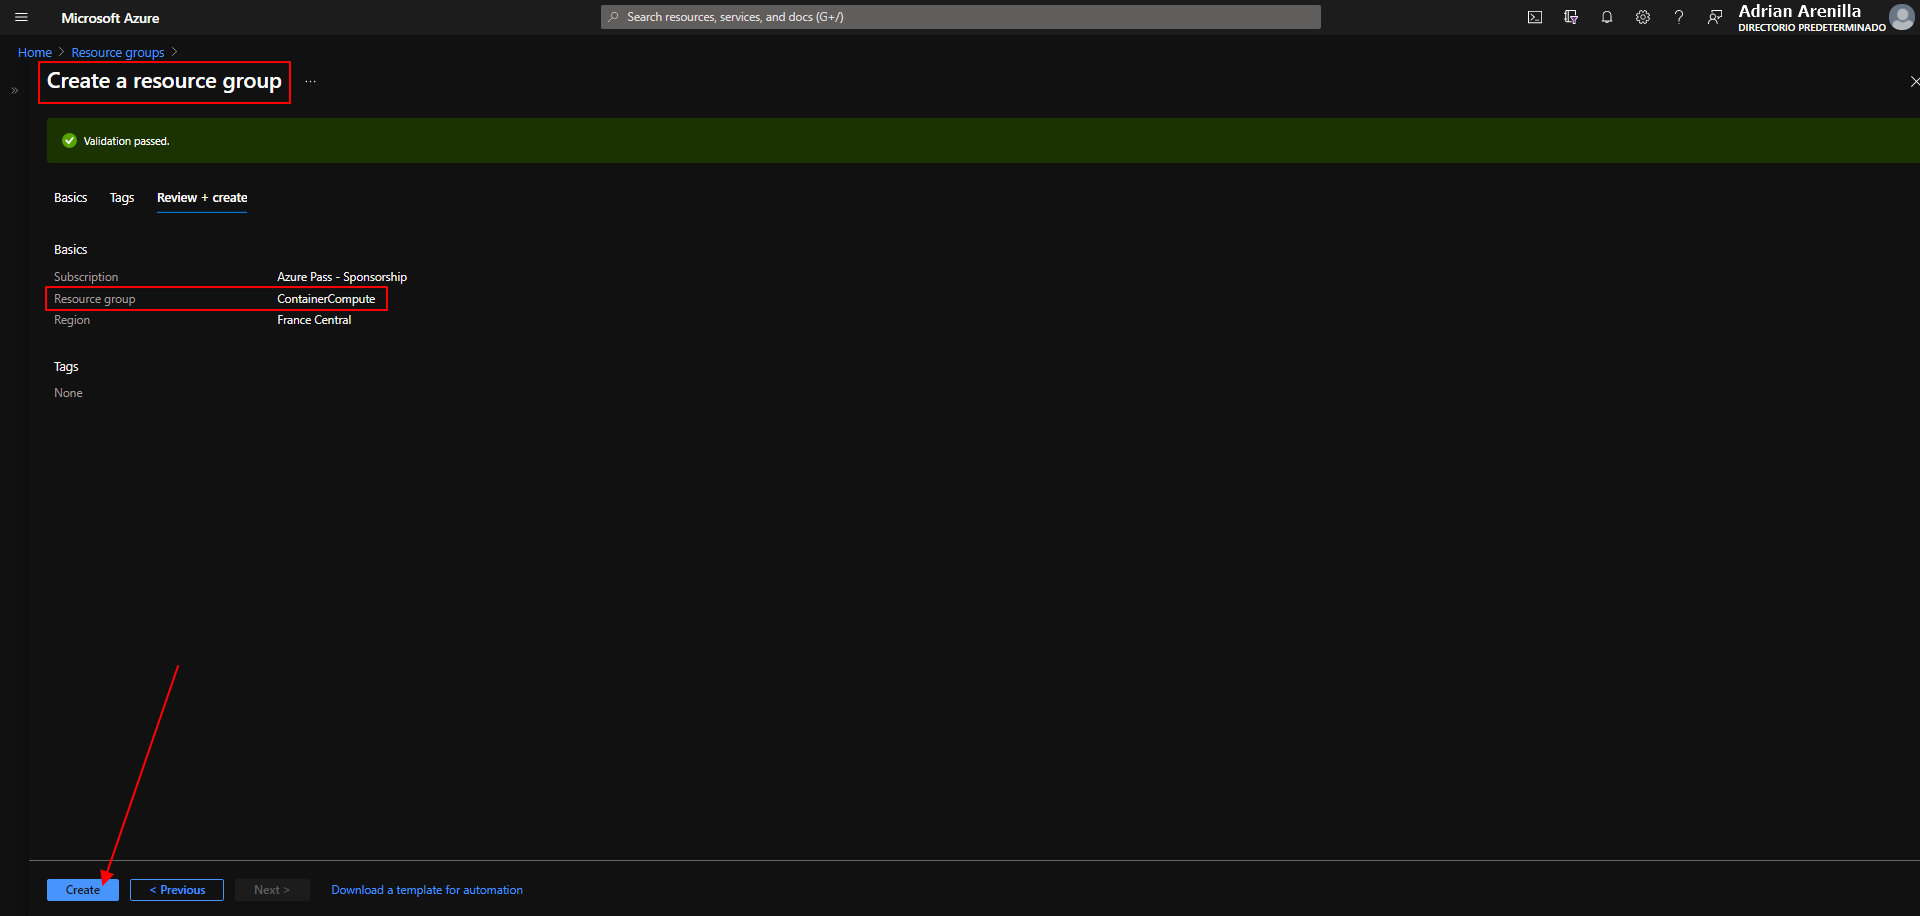 Microsoft Azure
Search resources, services, and docs (G+/)
Adrian Arenilla
DIRECTORIO PREDETERMINADO
Home > Resource groups >
Create a resource group ...
Validation passed.
Basics Tags Review + create
Basics
Subscription Azure Pass - Sponsorship
Resource group ContainerCompute
Region France Central
Tags
None
Create < Previous Next > Download a template for automation